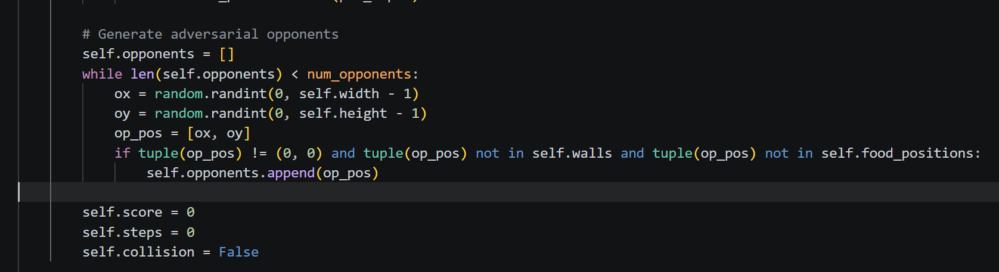 # Generate adversarial opponents
self.opponents = []
while len(self.opponents) < num_opponents:
ox = random.randint(0, self.width - 1)
oy = random.randint(0, self.height - 1)
op_pos = [ox, oy]
if tuple(op_pos) != (0, 0) and tuple(op_pos) not in self.walls and tuple(op_pos) not in self.food_positions:
self.opponents.append(op_pos)
self.score = 0
self.steps = 0
self.collision = False